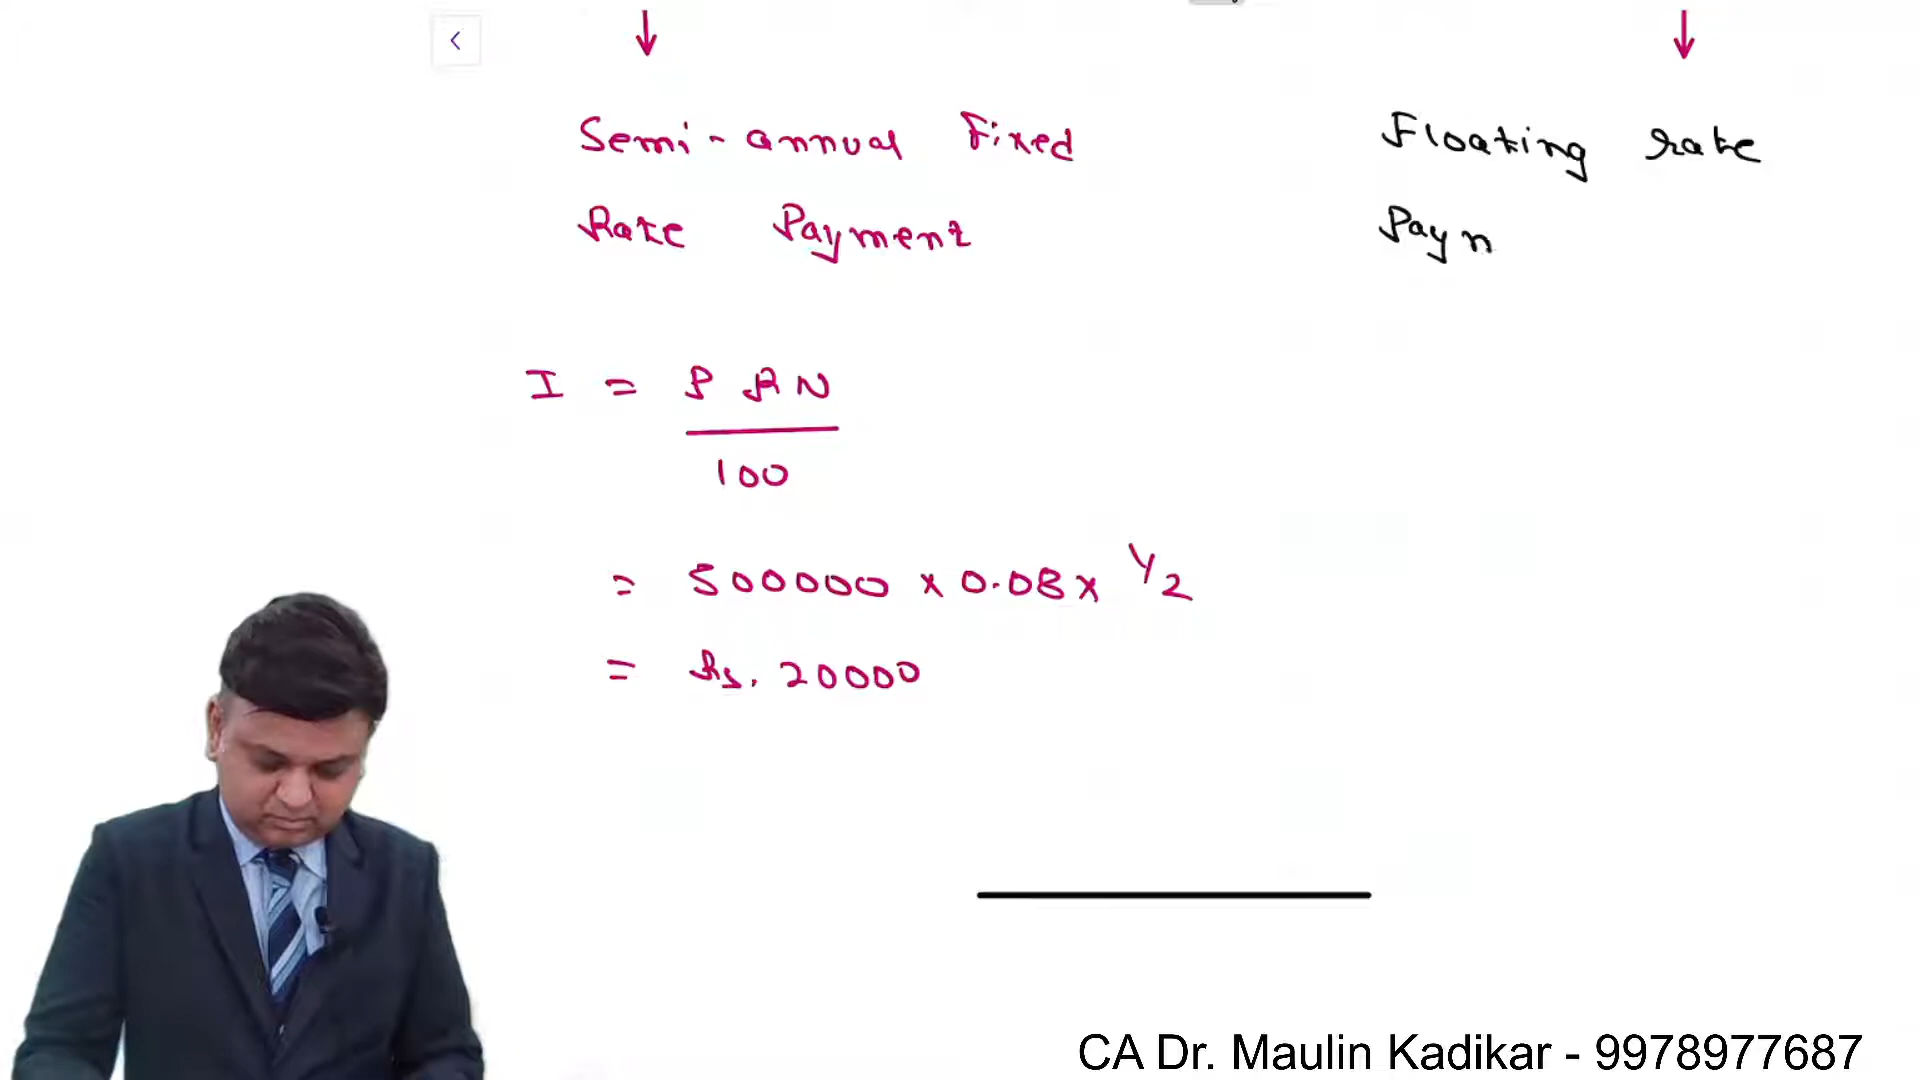 Semi-annual Fixed
Rate Payment
Floating rate
Payn
I = P R N
100
= 500000 x 0.08 x 1/2
= Rs. 20000
CA Dr. Maulin Kadikar - 9978977687